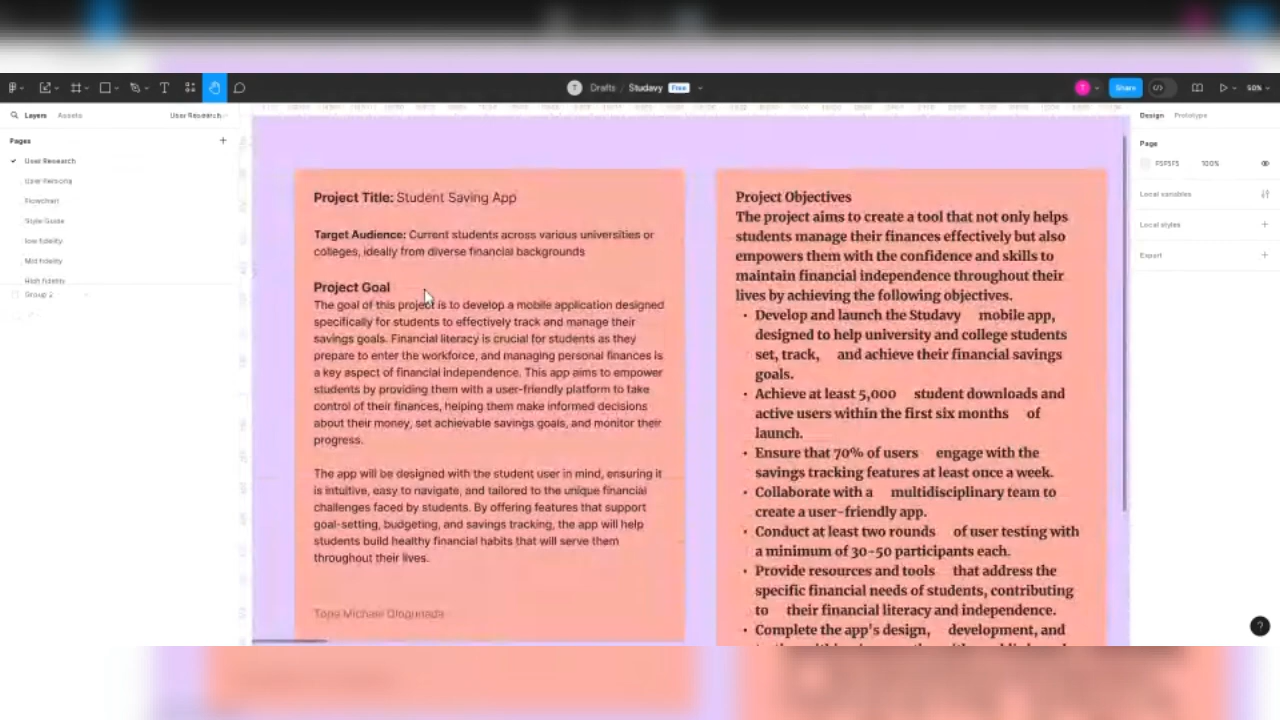 Drafts / Studavy Free
Share
50%
Layers
Assets
User Research
Design
Prototype
Pages
User Research
User Persona
Flowchart
Style Guide
low fidelity
Mid fidelity
High fidelity
Group 2
Page
F5F5F5
100%
Local variables
Local styles
Export
Project Title: Student Saving App
Target Audience: Current students across various universities or
colleges, ideally from diverse financial backgrounds
Project Goal
The goal of this project is to develop a mobile application designed
specifically for students to effectively track and manage their
savings goals. Financial literacy is crucial for students as they
prepare to enter the workforce, and managing personal finances is
a key aspect of financial independence. This app aims to empower
students by providing them with a user-friendly platform to take
control of their finances, helping them make informed decisions
about their money, set achievable savings goals, and monitor their
progress.
The app will be designed with the student user in mind, ensuring it
is intuitive, easy to navigate, and tailored to the unique financial
challenges faced by students. By offering features that support
goal-setting, budgeting, and savings tracking, the app will help
students build healthy financial habits that will serve them
throughout their lives.
Tope Michael
Project Objectives
The project aims to create a tool that not only helps
students manage their finances effectively but also
empowers them with the confidence and skills to
maintain financial independence throughout their
lives by achieving the following objectives.
• Develop and launch the Studavy mobile app,
designed to help university and college students
set, track, and achieve their financial savings
goals.
• Achieve at least 5,000 student downloads and
active users within the first six months of
launch.
• Ensure that 70% of users engage with the
savings tracking features at least once a week.
• Collaborate with a multidisciplinary team to
create a user-friendly app.
• Conduct at least two rounds of user testing with
a minimum of 30-50 participants each.
• Provide resources and tools that address the
specific financial needs of students, contributing
to their financial literacy and independence.
• Complete the app's design, development, and